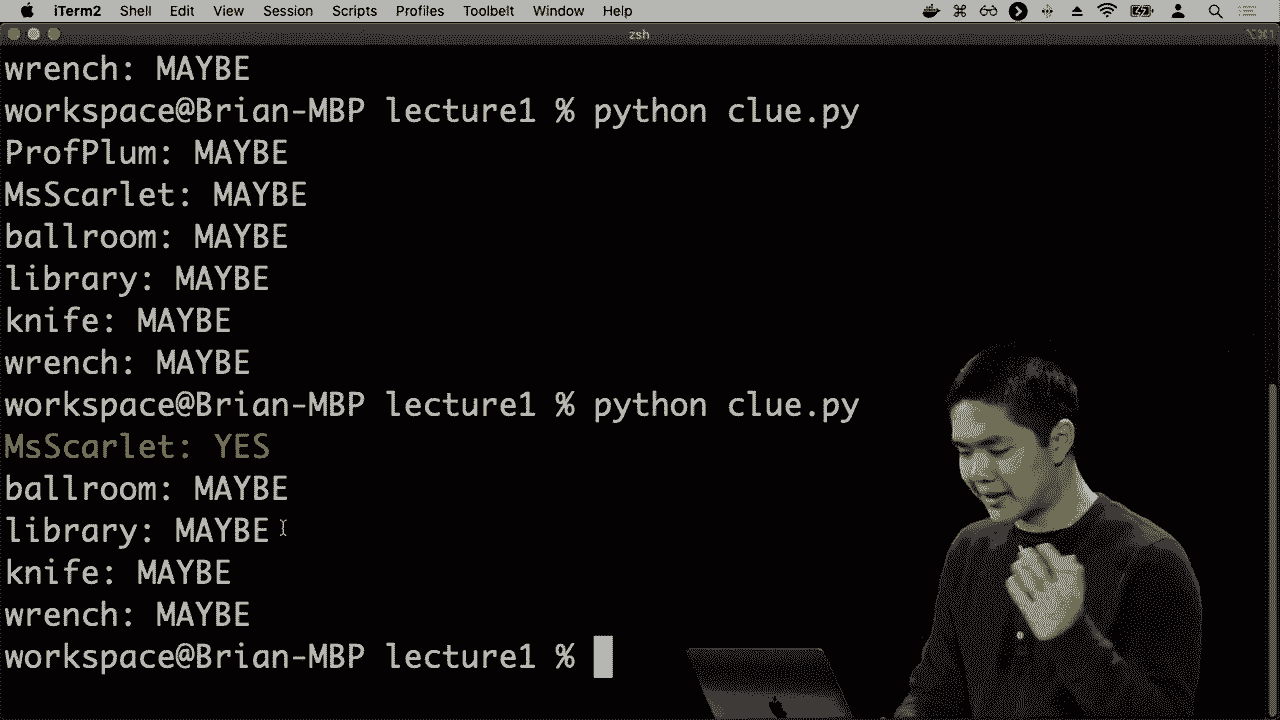 iTerm2 Shell Edit View Session Scripts Profiles Toolbelt Window Help
zsh
wrench: MAYBE
workspace@Brian-MBP lecture1 % python clue.py
ProfPlum: MAYBE
MsScarlet: MAYBE
ballroom: MAYBE
library: MAYBE
knife: MAYBE
wrench: MAYBE
workspace@Brian-MBP lecture1 % python clue.py
MsScarlet: YES
ballroom: MAYBE
library: MAYBE
knife: MAYBE
wrench: MAYBE
workspace@Brian-MBP lecture1 %